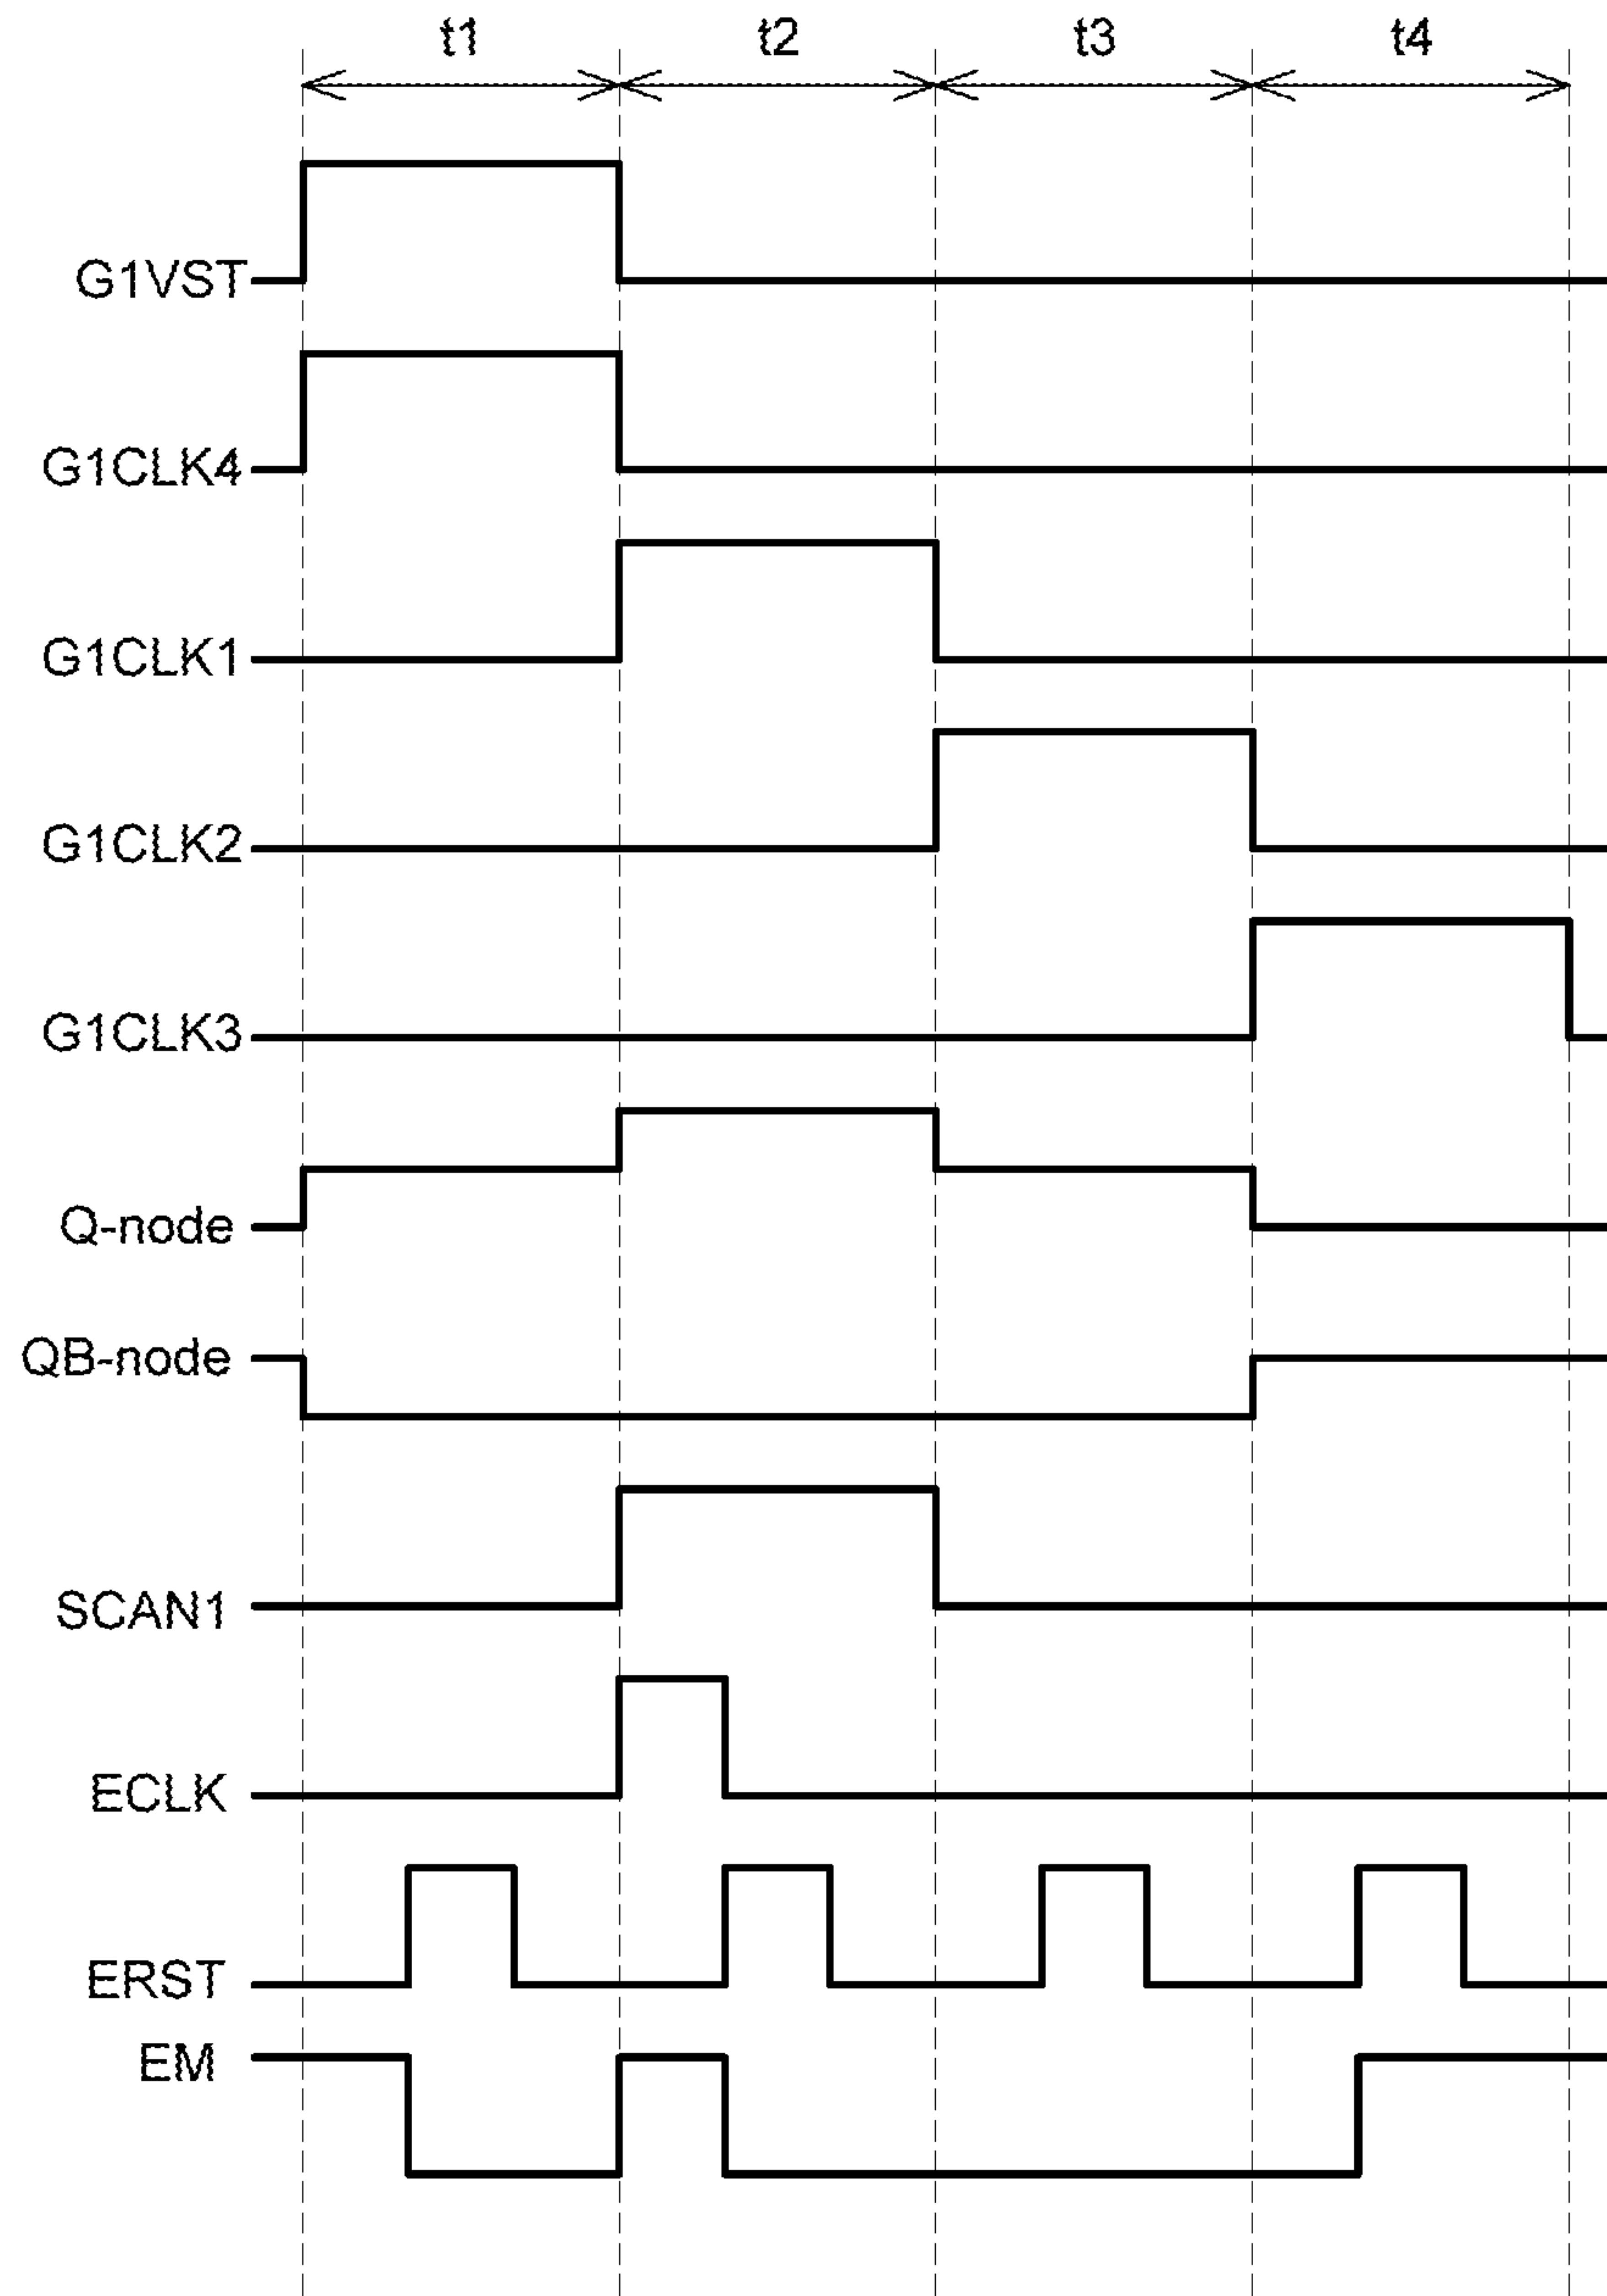 t1 t2 t3 t4
G1VST
G1CLK4
G1CLK1
G1CLK2
G1CLK3
Q-node
QB-node
SCAN1
ECLK
ERST
EM